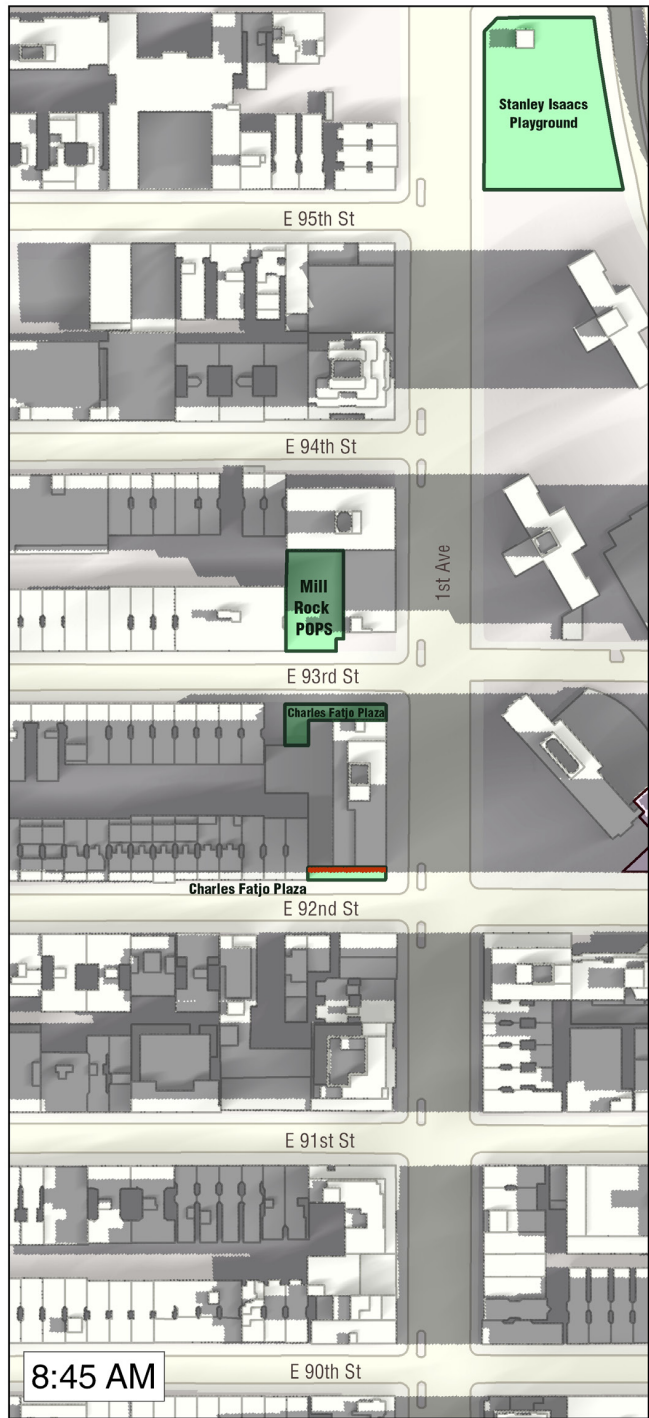 Stanley Isaacs
Playground
E 95th St
E 94th St
1st Ave
Mill
Rock
POPS
E 93rd St
Charles Fatjo Plaza
Charles Fatjo Plaza
E 92nd St
E 91st St
E 90th St
8:45 AM